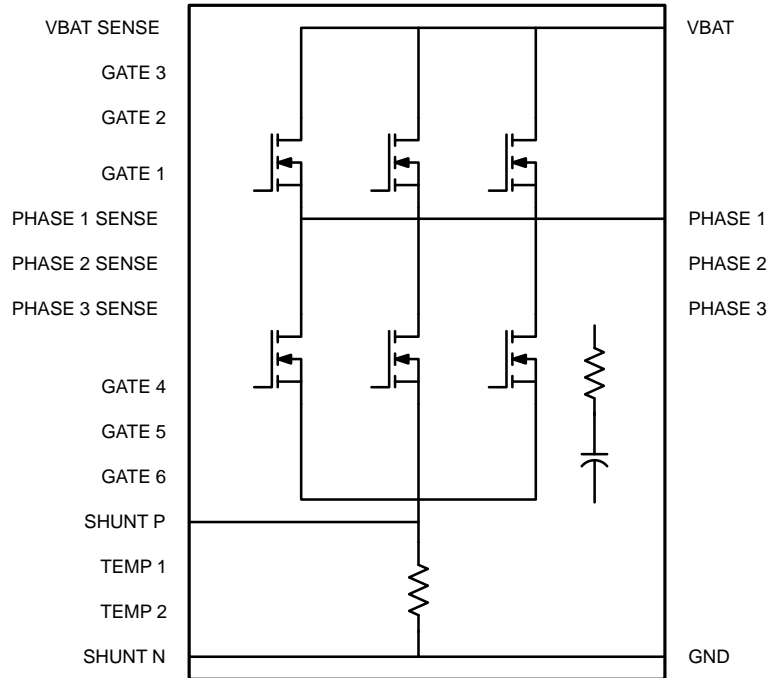 VBAT SENSE
GATE 3
GATE 2
GATE 1
PHASE 1 SENSE
PHASE 2 SENSE
PHASE 3 SENSE
GATE 4
GATE 5
GATE 6
SHUNT P
TEMP 1
TEMP 2
SHUNT N
VBAT
PHASE 1
PHASE 2
PHASE 3
GND